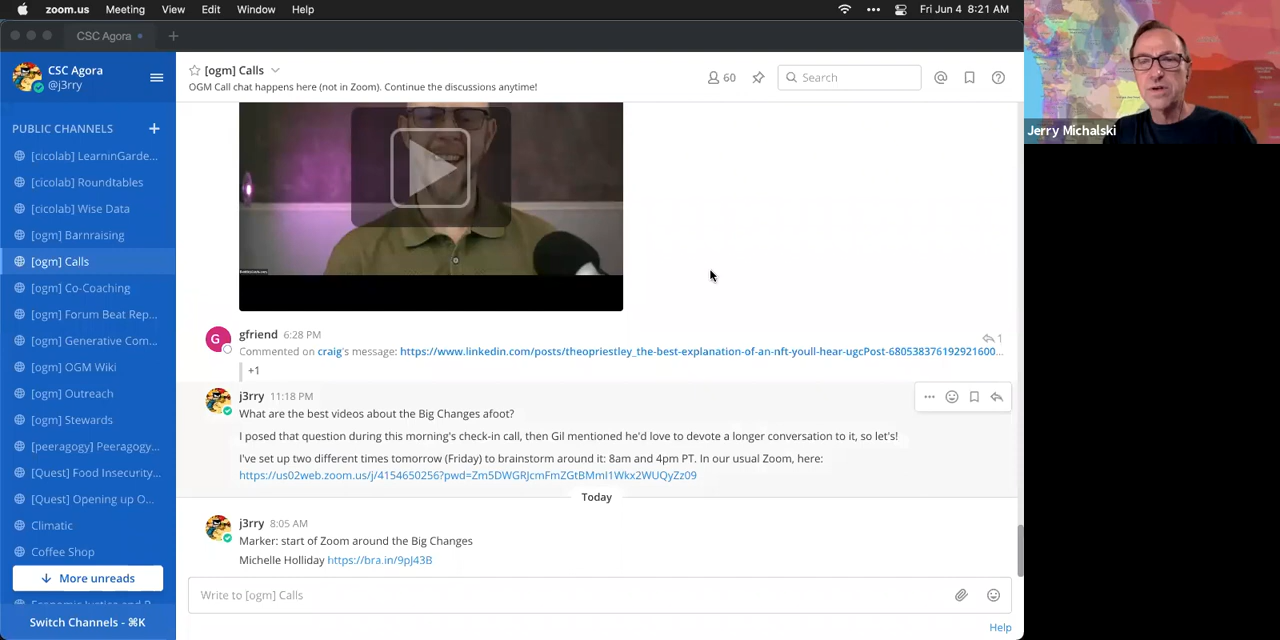 zoom.us Meeting View Edit Window Help Fri Jun 4 8:21 AM
CSC Agora
CSC Agora
@j3rry
PUBLIC CHANNELS
[cicolab] LearninGarde...
[cicolab] Roundtables
[cicolab] Wise Data
[ogm] Barnraising
[ogm] Calls
[ogm] Co-Coaching
[ogm] Forum Beat Rep...
[ogm] Generative Com...
[ogm] OGM Wiki
[ogm] Outreach
[ogm] Stewards
[peeragogy] Peeragogy...
[Quest] Food Insecurity...
[Quest] Opening up O...
Climatic
Coffee Shop
More unreads
Switch Channels - ⌘K
[ogm] Calls
60
Search
OGM Call chat happens here (not in Zoom). Continue the discussions anytime!
G
gfriend 6:28 PM
1
Commented on craig's message: https://www.linkedin.com/posts/theopriestley_the-best-explanation-of-an-nft-youll-hear-ugcPost-680538376192921600...
+1
j3rry 11:18 PM
What are the best videos about the Big Changes afoot?
I posed that question during this morning's check-in call, then Gil mentioned he'd love to devote a longer conversation to it, so let's!
I've set up two different times tomorrow (Friday) to brainstorm around it: 8am and 4pm PT. In our usual Zoom, here:
https://us02web.zoom.us/j/4154650256?pwd=Zm5DWGRJcmFmZGtBMmI1Wkx2WUQyZz09
Today
j3rry 8:05 AM
Marker: start of Zoom around the Big Changes
Michelle Holliday https://bra.in/9pJ43B
Write to [ogm] Calls
Help
Jerry Michalski